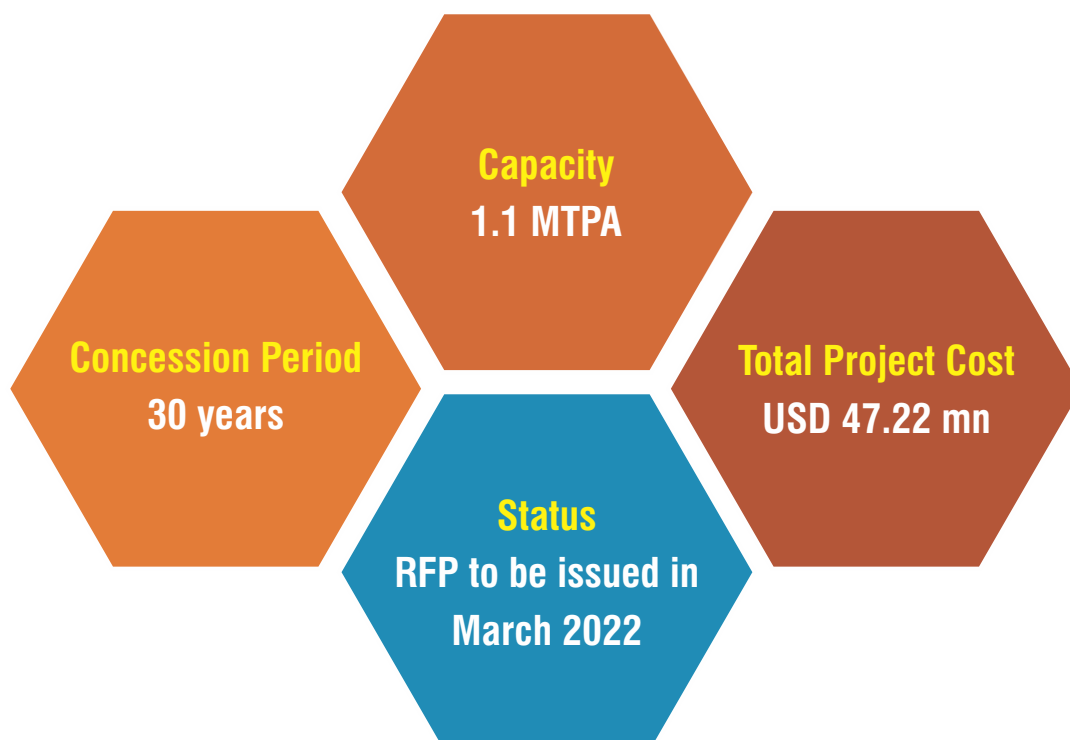 Capacity
1.1 MTPA
Concession Period
30 years
Total Project Cost
USD 47.22 mn
Status
RFP to be issued in
March 2022